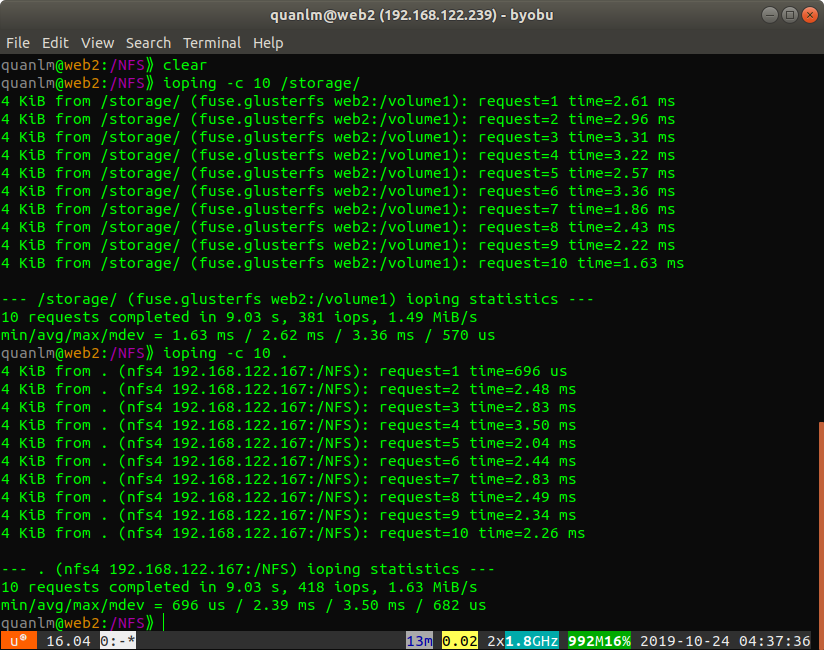 quanlm@web2 (192.168.122.239) - byobu
File Edit View Search Terminal Help
quanlm@web2:/NFS⟫ clear
quanlm@web2:/NFS⟫ ioping -c 10 /storage/
4 KiB from /storage/ (fuse.glusterfs web2:/volume1): request=1 time=2.61 ms
4 KiB from /storage/ (fuse.glusterfs web2:/volume1): request=2 time=2.96 ms
4 KiB from /storage/ (fuse.glusterfs web2:/volume1): request=3 time=3.31 ms
4 KiB from /storage/ (fuse.glusterfs web2:/volume1): request=4 time=3.22 ms
4 KiB from /storage/ (fuse.glusterfs web2:/volume1): request=5 time=2.57 ms
4 KiB from /storage/ (fuse.glusterfs web2:/volume1): request=6 time=3.36 ms
4 KiB from /storage/ (fuse.glusterfs web2:/volume1): request=7 time=1.86 ms
4 KiB from /storage/ (fuse.glusterfs web2:/volume1): request=8 time=2.43 ms
4 KiB from /storage/ (fuse.glusterfs web2:/volume1): request=9 time=2.22 ms
4 KiB from /storage/ (fuse.glusterfs web2:/volume1): request=10 time=1.63 ms
--- /storage/ (fuse.glusterfs web2:/volume1) ioping statistics ---
10 requests completed in 9.03 s, 381 iops, 1.49 MiB/s
min/avg/max/mdev = 1.63 ms / 2.62 ms / 3.36 ms / 570 us
quanlm@web2:/NFS⟫ ioping -c 10 .
4 KiB from . (nfs4 192.168.122.167:/NFS): request=1 time=696 us
4 KiB from . (nfs4 192.168.122.167:/NFS): request=2 time=2.48 ms
4 KiB from . (nfs4 192.168.122.167:/NFS): request=3 time=2.83 ms
4 KiB from . (nfs4 192.168.122.167:/NFS): request=4 time=3.50 ms
4 KiB from . (nfs4 192.168.122.167:/NFS): request=5 time=2.04 ms
4 KiB from . (nfs4 192.168.122.167:/NFS): request=6 time=2.44 ms
4 KiB from . (nfs4 192.168.122.167:/NFS): request=7 time=2.83 ms
4 KiB from . (nfs4 192.168.122.167:/NFS): request=8 time=2.49 ms
4 KiB from . (nfs4 192.168.122.167:/NFS): request=9 time=2.34 ms
4 KiB from . (nfs4 192.168.122.167:/NFS): request=10 time=2.26 ms
--- . (nfs4 192.168.122.167:/NFS) ioping statistics ---
10 requests completed in 9.03 s, 418 iops, 1.63 MiB/s
min/avg/max/mdev = 696 us / 2.39 ms / 3.50 ms / 682 us
quanlm@web2:/NFS⟫
u® 16.04 0:-* 13m 0.02 2x1.8GHz 992M16% 2019-10-24 04:37:36